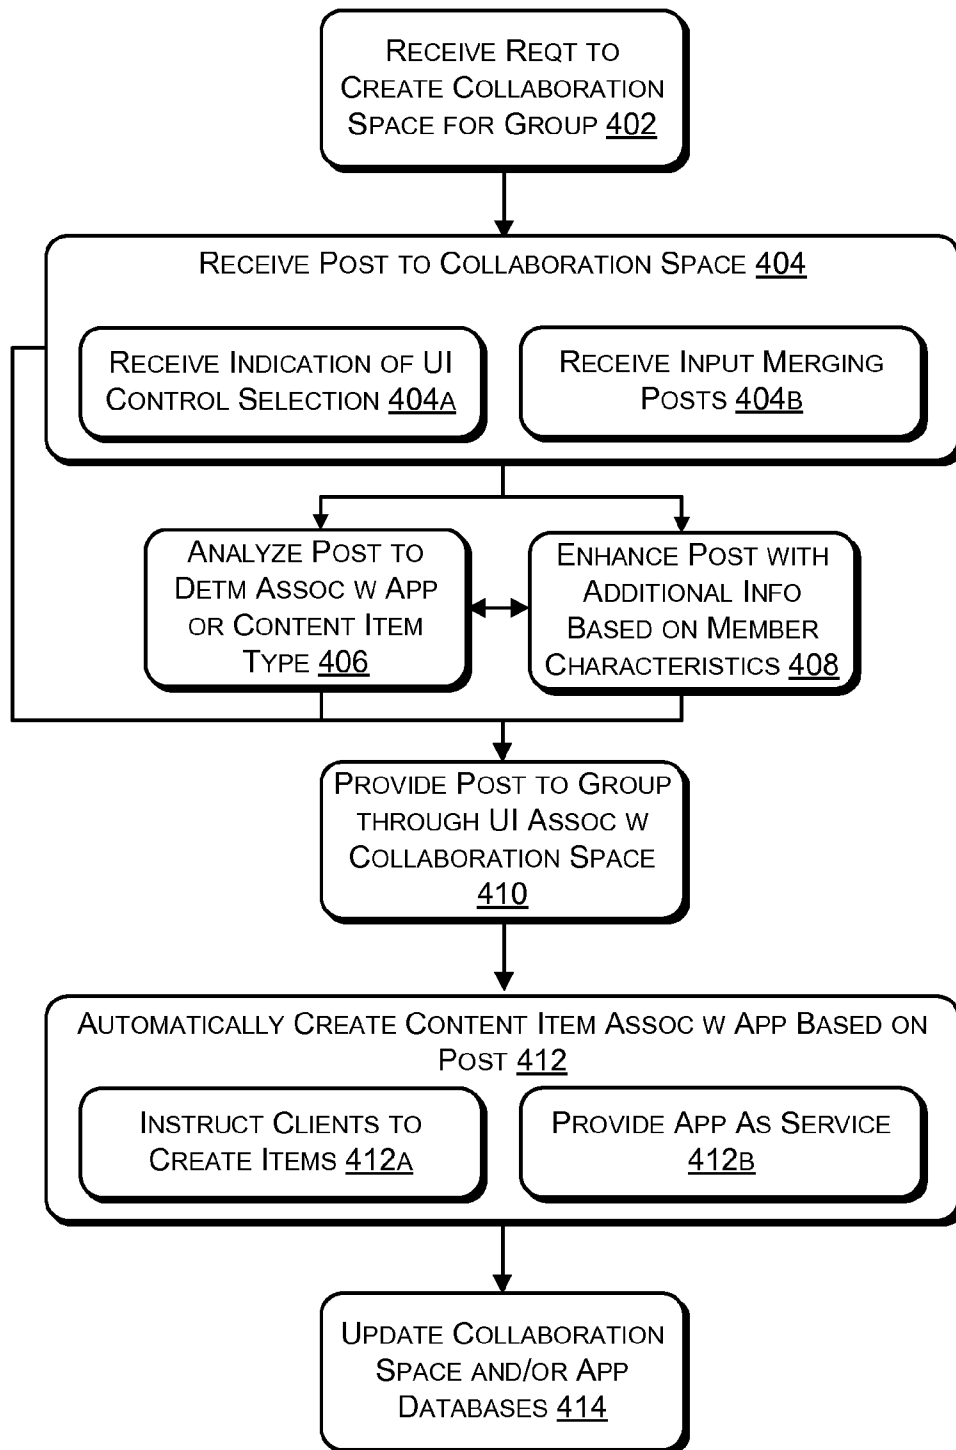 RECEIVE REQT TO
CREATE COLLABORATION
SPACE FOR GROUP 402
RECEIVE POST TO COLLABORATION SPACE 404
RECEIVE INDICATION OF UI
CONTROL SELECTION 404A
RECEIVE INPUT MERGING
POSTS 404B
ANALYZE POST TO
DETM ASSOC W APP
OR CONTENT ITEM
TYPE 406
ENHANCE POST WITH
ADDITIONAL INFO
BASED ON MEMBER
CHARACTERISTICS 408
PROVIDE POST TO GROUP
THROUGH UI ASSOC W
COLLABORATION SPACE
410
AUTOMATICALLY CREATE CONTENT ITEM ASSOC W APP BASED ON
POST 412
INSTRUCT CLIENTS TO
CREATE ITEMS 412A
PROVIDE APP AS SERVICE
412B
UPDATE COLLABORATION
SPACE AND/OR APP
DATABASES 414